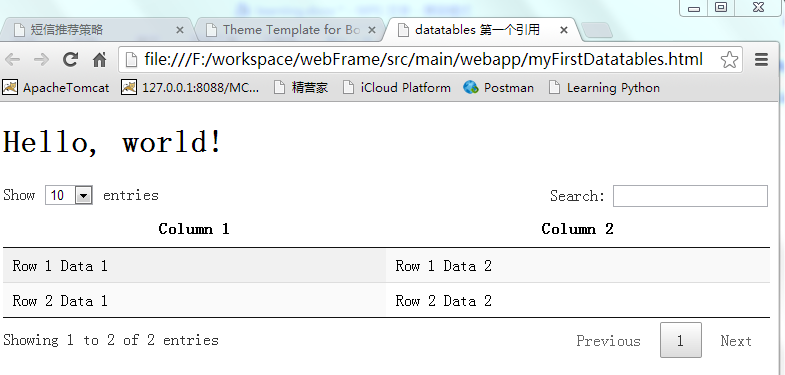 短信推荐策略
Theme Template for Bo
datatables 第一个引用
file:///F:/workspace/webFrame/src/main/webapp/myFirstDatatables.html
ApacheTomcat 127.0.0.1:8088/MC... 精营家 iCloud Platform Postman Learning Python
Hello, world!
Show 10 entries Search:
Column 1 Column 2
Row 1 Data 1 Row 1 Data 2
Row 2 Data 1 Row 2 Data 2
Showing 1 to 2 of 2 entries Previous 1 Next